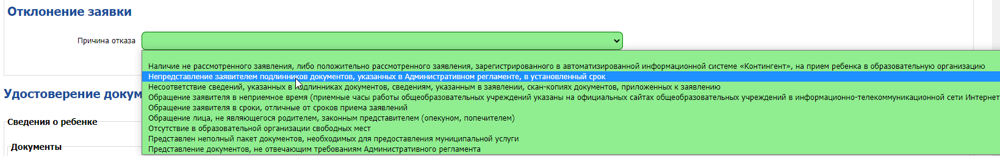 Отклонение заявки
Причина отказа
Наличие не рассмотренного заявления, либо положительно рассмотренного заявления, зарегистрированного в автоматизированной информационной системе «Контингент», на прием ребенка в образовательную организацию
Непредставление заявителем подлинников документов, указанных в Административном регламенте, в установленный срок
Несоответствие сведений, указанных в подлинниках документов, сведениям, указанным в заявлении, скан-копиях документов, приложенных к заявлению
Обращение заявителя в неприемное время (приемные часы работы общеобразовательных учреждений указаны на официальных сайтах общеобразовательных учреждений в информационно-телекоммуникационной сети Интернет
Обращение заявителя в сроки, отличные от сроков приема заявлений
Обращение лица, не являющегося родителем, законным представителем (опекуном, попечителем)
Отсутствие в образовательной организации свободных мест
Представлен неполный пакет документов, необходимых для предоставления муниципальной услуги
Представление документов, не отвечающим требованиям Административного регламента
Удостоверение докум
Сведения о ребенке
Документы